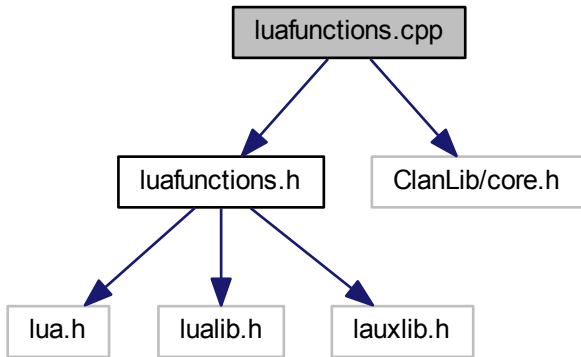 luafunctions.cpp
luafunctions.h
ClanLib/core.h
lua.h
lualib.h
lauxlib.h